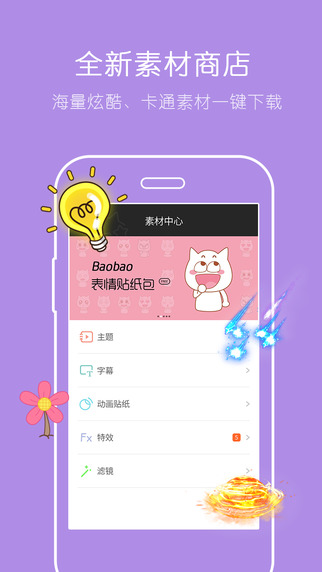 全新素材商店
海量炫酷、卡通素材一键下载
素材中心
Baobao
表情贴纸包
主题
字幕
动画贴纸
Fx 特效 5
滤镜